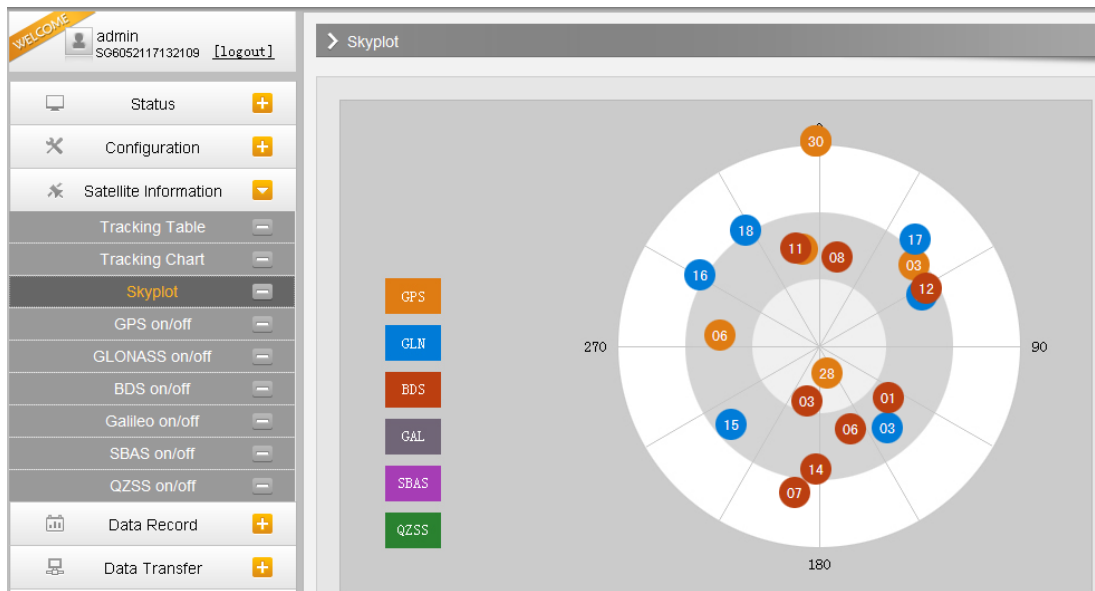 WELCOME
admin
SG6052117132109 [logout]
Status
Configuration
Satellite Information
Tracking Table
Tracking Chart
Skyplot
GPS on/off
GLONASS on/off
BDS on/off
Galileo on/off
SBAS on/off
QZSS on/off
Data Record
Data Transfer
Skyplot
30
18
17
11
08
03
16
12
GPS
06
GLN
270
90
28
BDS
03
01
15
06
03
GAL
14
SBAS
07
QZSS
180